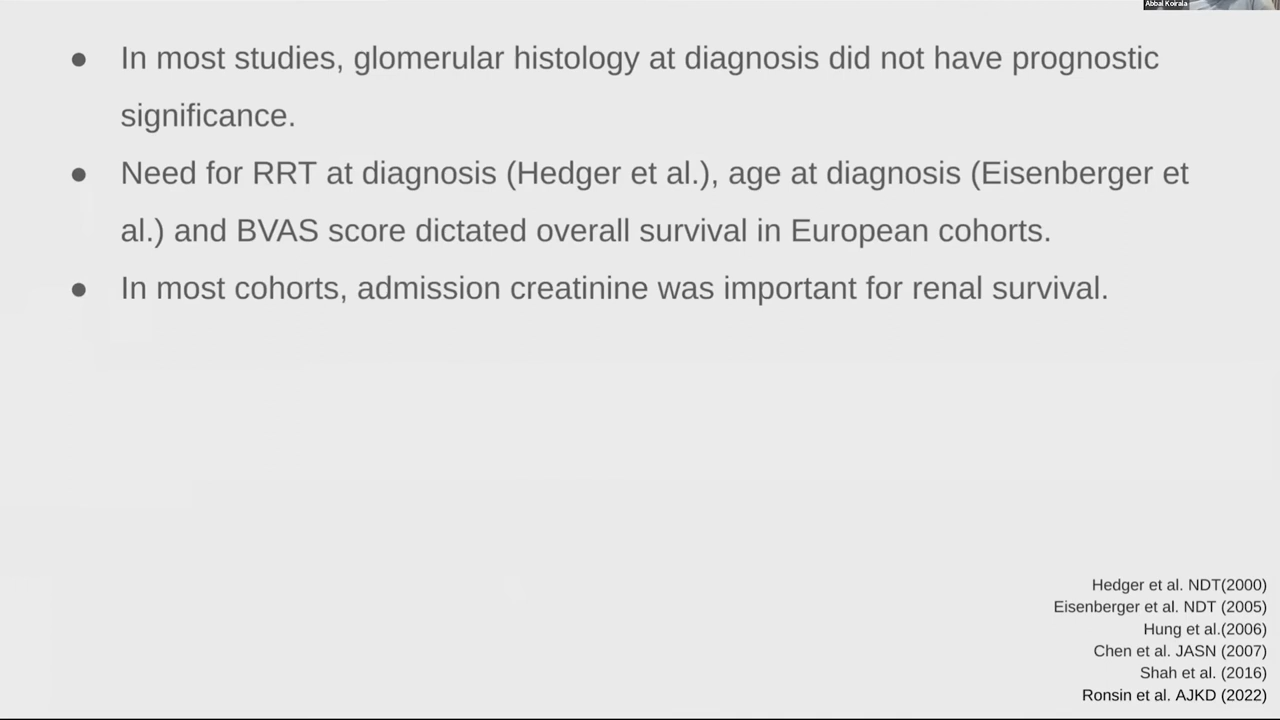 Abbal Koirala
● In most studies, glomerular histology at diagnosis did not have prognostic
significance.
● Need for RRT at diagnosis (Hedger et al.), age at diagnosis (Eisenberger et
al.) and BVAS score dictated overall survival in European cohorts.
● In most cohorts, admission creatinine was important for renal survival.
Hedger et al. NDT(2000)
Eisenberger et al. NDT (2005)
Hung et al.(2006)
Chen et al. JASN (2007)
Shah et al. (2016)
Ronsin et al. AJKD (2022)